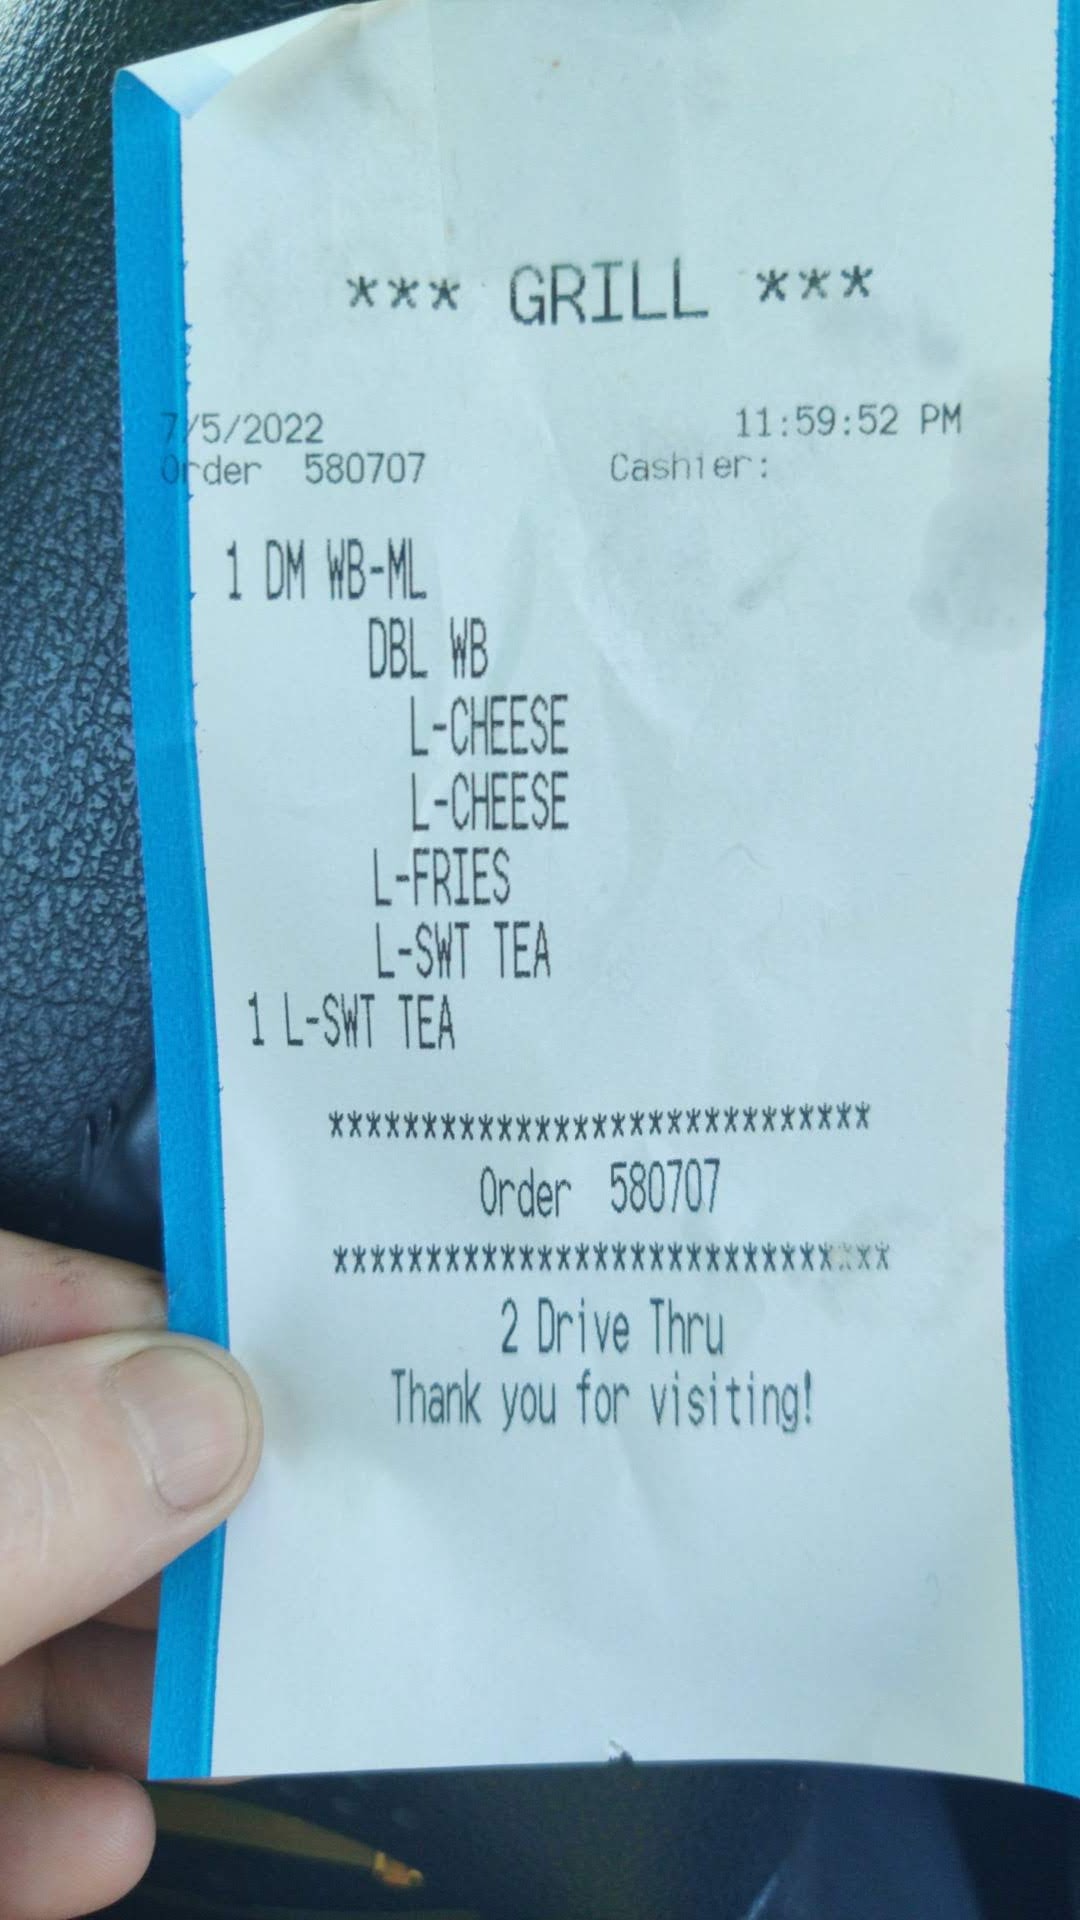 *** GRILL ***
7/5/2022 11:59:52 PM
Order 580707 Cashier:
1 DM WB-ML
DBL WB
L-CHEESE
L-CHEESE
L-FRIES
L-SWT TEA
1 L-SWT TEA
*****************************
Order 580707
******************************
2 Drive Thru
Thank you for visiting!